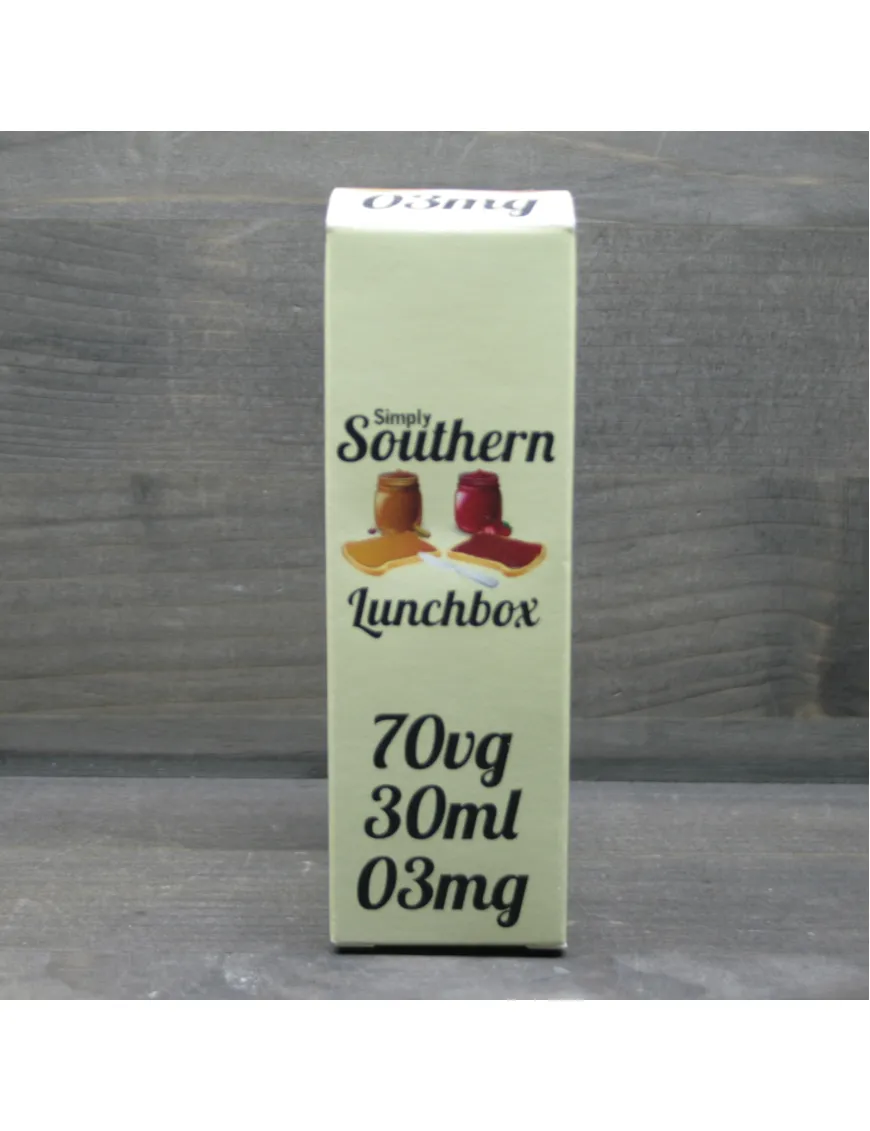 03mg
Simply
Southern
Lunchbox
70vg
30ml
03mg